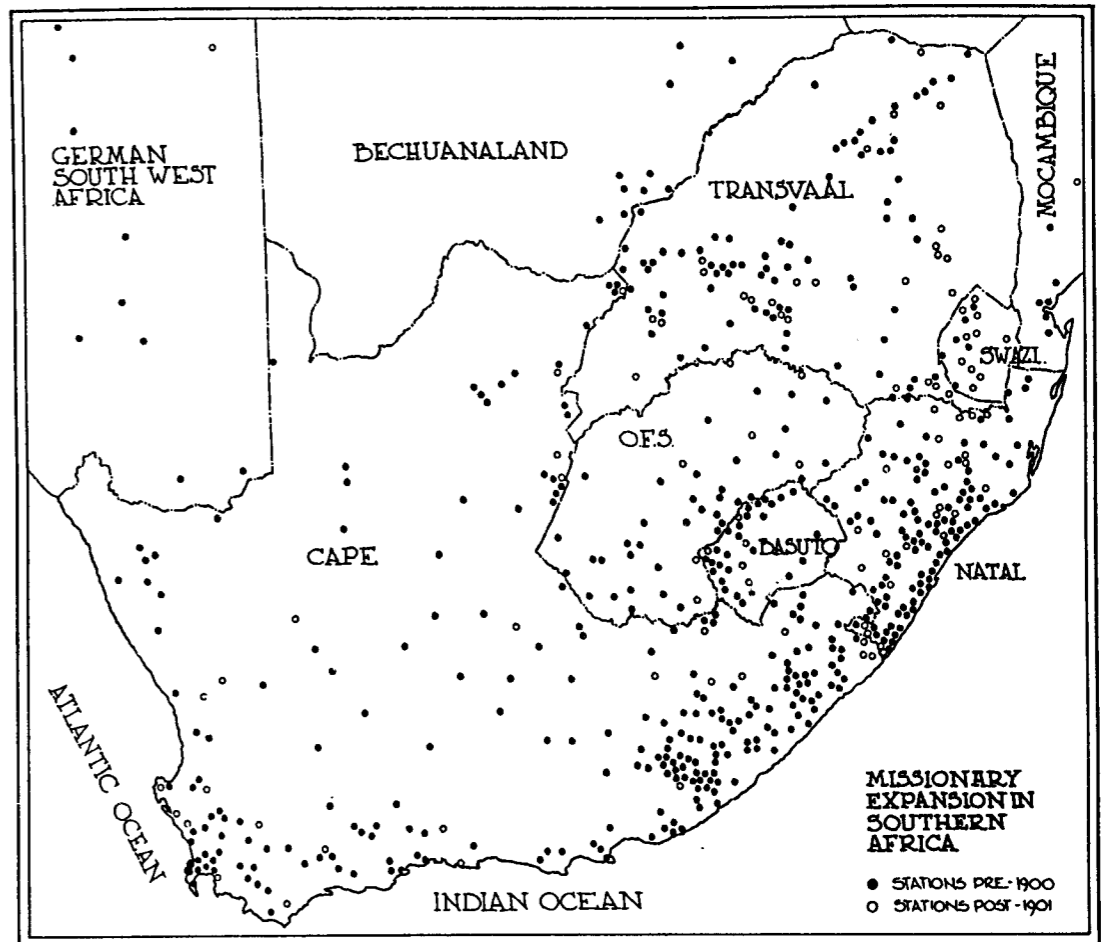 GERMAN
SOUTH WEST
AFRICA
BECHUANALAND
TRANSVAAL
MOCAMBIQUE
SWAZI.
O.F.S.
BASUTO
CAPE
NATAL
ATLANTIC OCEAN
INDIAN OCEAN
MISSIONARY
EXPANSION IN
SOUTHERN
AFRICA
STATIONS PRE-1900
STATIONS POST-1901